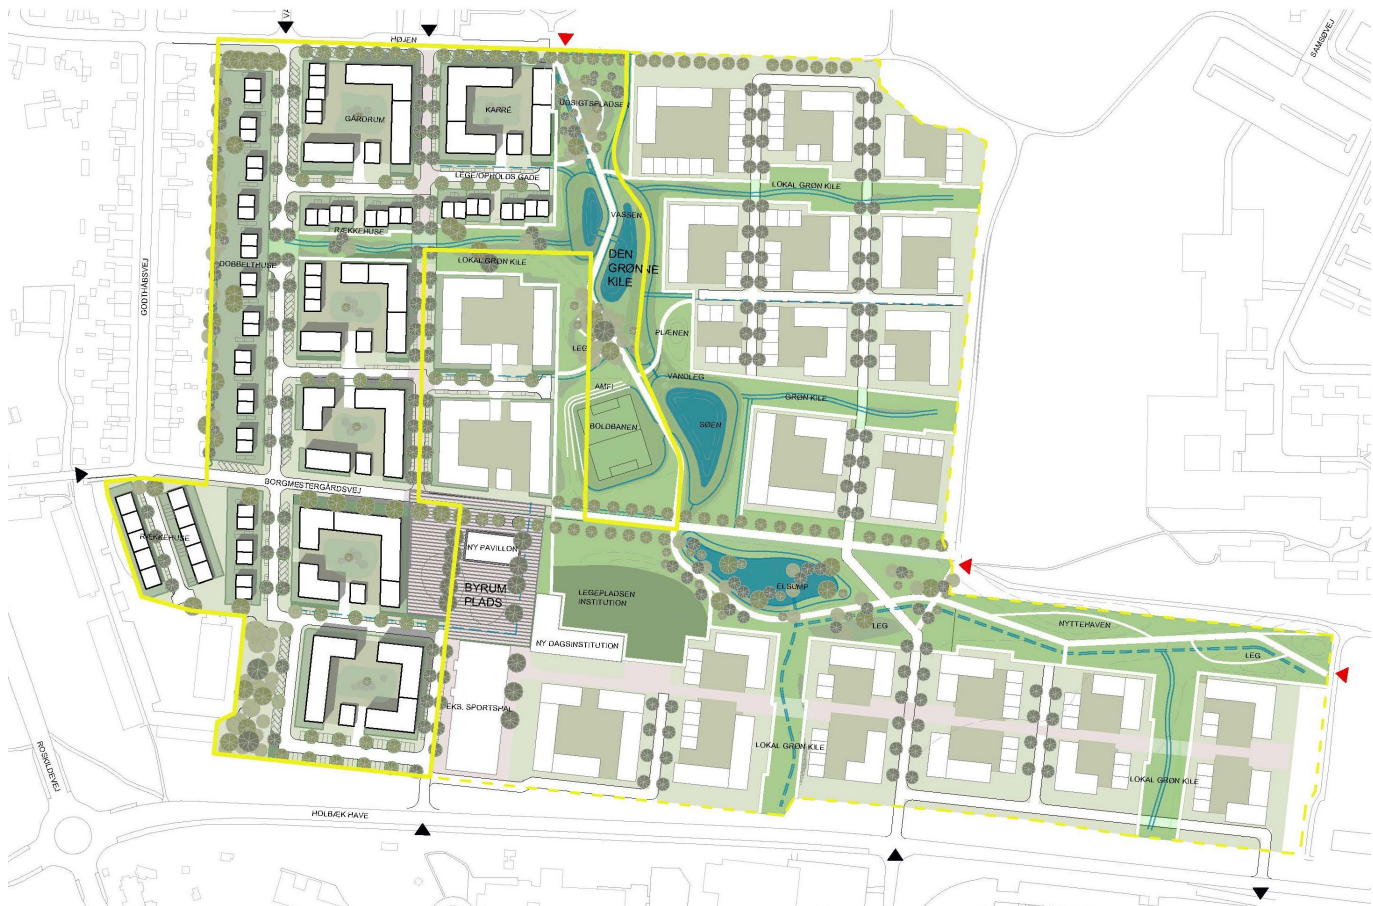 VA
HØJEN
SAMSØVEJ
UDSIGTSPLADSEN
KARRÉ
GÅRDRUM
LEGE/OPHOLDS GADE
LOKAL GRØN KILE
VASSEN
RÆKKEHUSE
DEN
GRØNNE
KILE
LOKAL GRØN KILE
DOBBELTHUSE
GODTHÅBSVEJ
PLÆNEN
LEG
VANDLEG
AMFI
GRØN KILE
BOLDBANEN
SØEN
BORGMESTERGÅRDSVEJ
RÆKKEHUSE
NY PAVILLON
BYRUM
PLADS
ELSUMP
LEGEPLADSEN
INSTITUTION
LEG
NYTTEHAVEN
NY DAGSINSTITUTION
LEG
EKS. SPORTSHAL
LOKAL GRØN KILE
LOKAL GRØN KILE
ROSKILDEVEJ
HOLBÆK HAVE